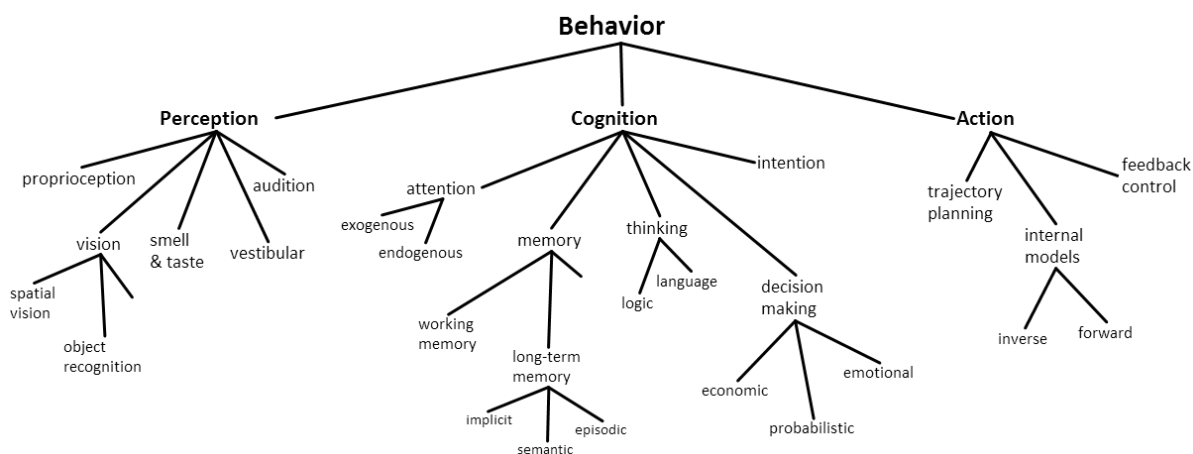 Behavior
Perception
Cognition
Action
proprioception
vision
smell
& taste
vestibular
audition
spatial
vision
object
recognition
attention
exogenous
endogenous
memory
working
memory
long-term
memory
implicit
semantic
episodic
thinking
logic
language
decision
making
economic
probabilistic
emotional
intention
trajectory
planning
internal
models
inverse
forward
feedback
control